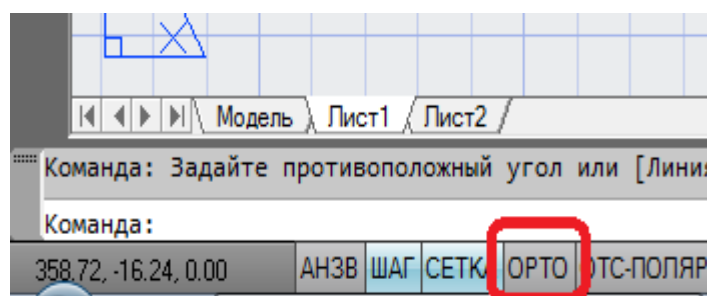 Модель Лист1 Лист2
Команда: Задайте противоположный угол или [Линия
Команда:
358.72, -16.24, 0.00 АНЗВ ШАГ СЕТКА ОРТО ОТС-ПОЛЯР